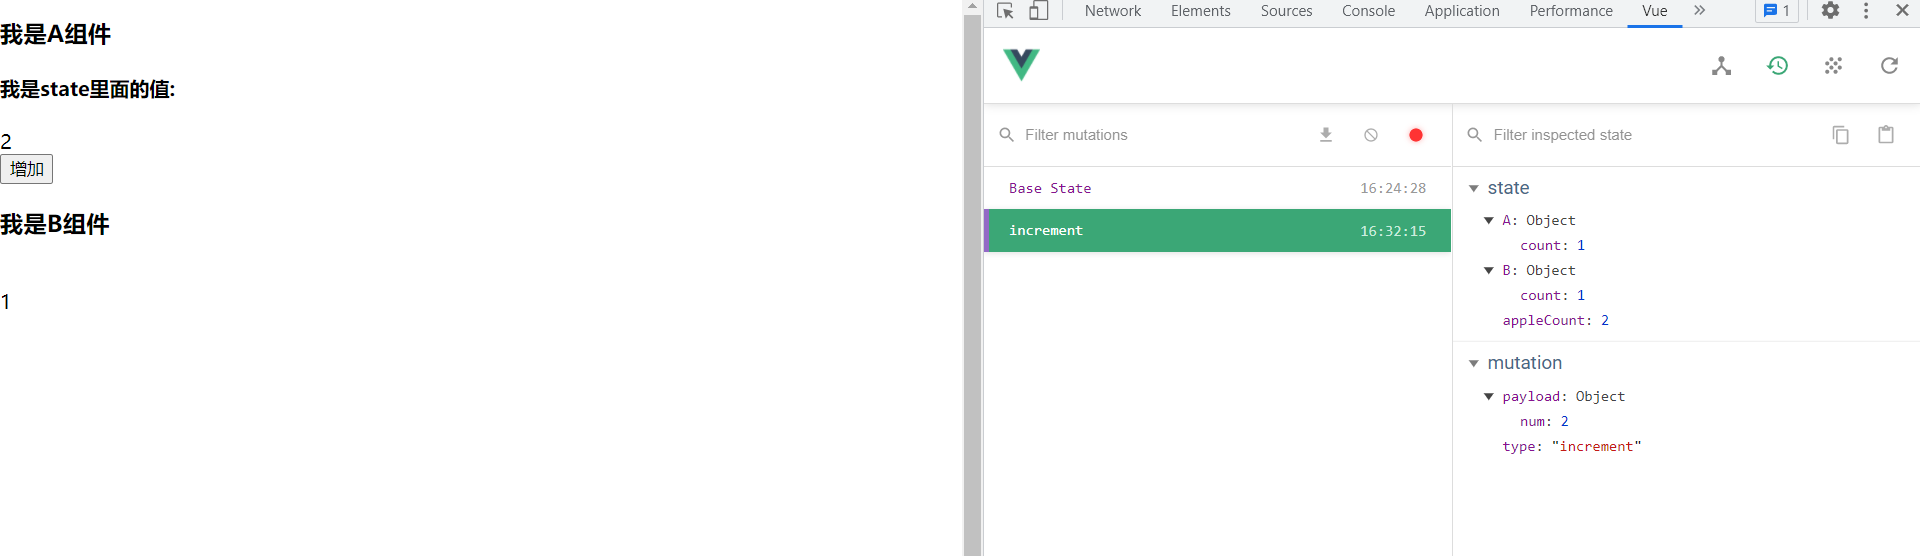 我是A组件
我是state里面的值:
2
增加
我是B组件
1
Network Elements Sources Console Application Performance Vue 1
Filter mutations
Base State 16:24:28
increment 16:32:15
Filter inspected state
state
A: Object
count: 1
B: Object
count: 1
appleCount: 2
mutation
payload: Object
num: 2
type: "increment"